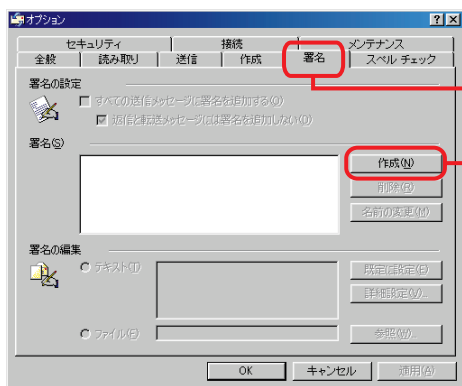 オプション
セキュリティ 接続 メンテナンス
全般 読み取り 送信 作成 署名 スペル チェック
署名の設定
すべての送信メッセージに署名を追加する(O)
返信と転送メッセージには署名を追加しない(D)
署名(S)
作成(N)
削除(R)
名前の変更(M)
署名の編集
テキスト(T)
既定に設定(E)
詳細設定(V)...
ファイル(F)
参照(W)...
OK キャンセル 適用(A)